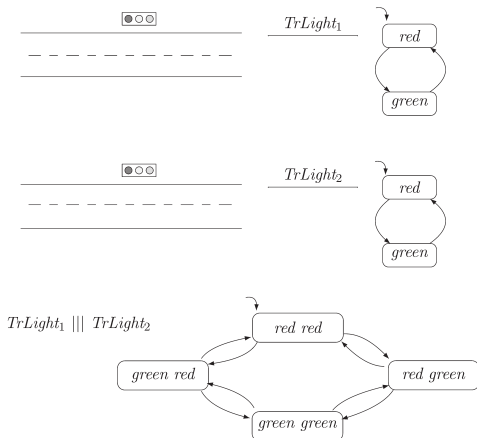 TrLight₁
red
green
TrLight₂
red
green
TrLight₁ ||| TrLight₂
red red
green red
red green
green green